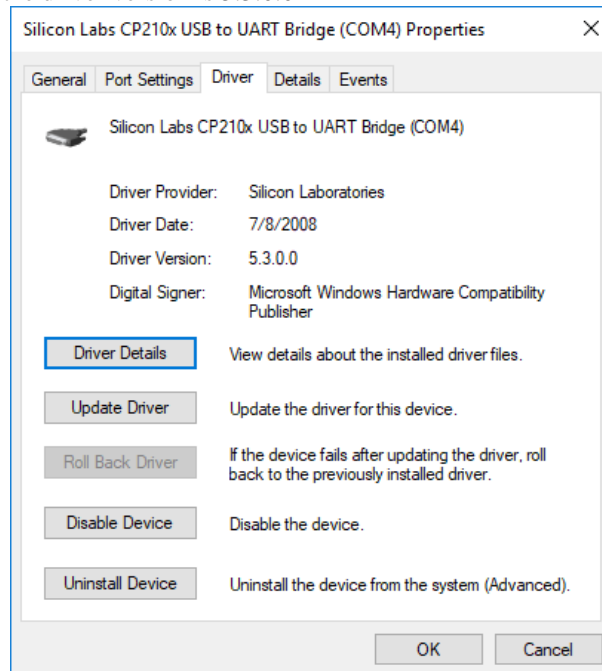 Silicon Labs CP210x USB to UART Bridge (COM4) Properties
General Port Settings Driver Details Events
Silicon Labs CP210x USB to UART Bridge (COM4)
Driver Provider: Silicon Laboratories
Driver Date: 7/8/2008
Driver Version: 5.3.0.0
Digital Signer: Microsoft Windows Hardware Compatibility
Publisher
Driver Details View details about the installed driver files.
Update Driver Update the driver for this device.
Roll Back Driver If the device fails after updating the driver, roll
back to the previously installed driver.
Disable Device Disable the device.
Uninstall Device Uninstall the device from the system (Advanced).
OK Cancel